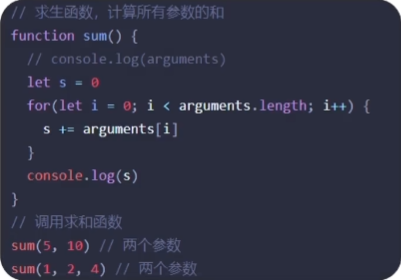 // 求生函数，计算所有参数的和
function sum() {
  // console.log(arguments)
  let s = 0
  for(let i = 0; i < arguments.length; i++) {
    s += arguments[i]
  }
  console.log(s)
}
// 调用求和函数
sum(5, 10) // 两个参数
sum(1, 2, 4) // 两个参数